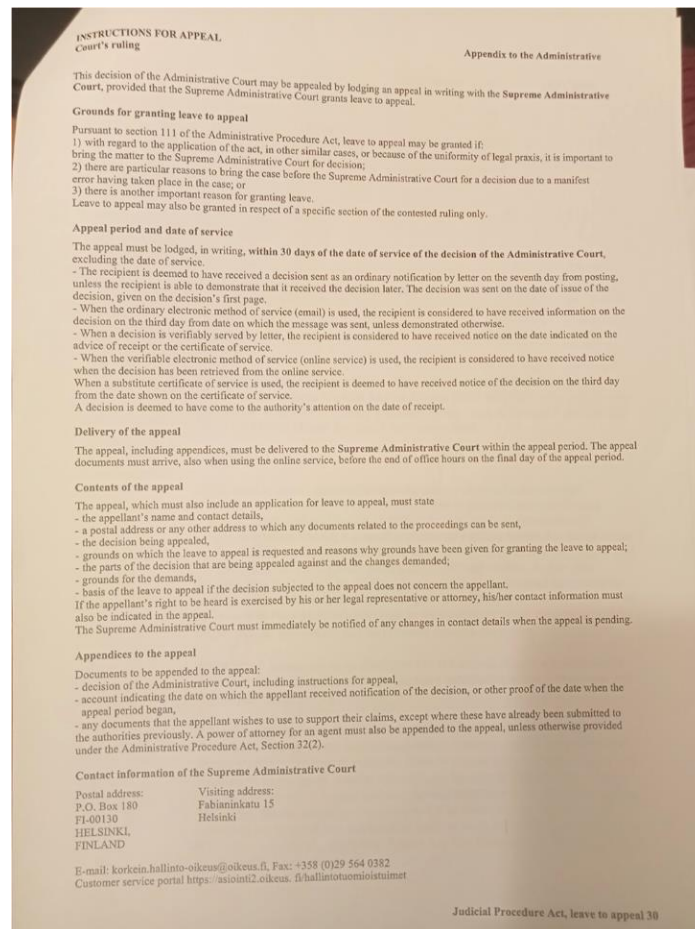 INSTRUCTIONS FOR APPEAL
Court's ruling
Appendix to the Administrative
This decision of the Administrative Court may be appealed by lodging an appeal in writing with the Supreme Administrative
Court, provided that the Supreme Administrative Court grants leave to appeal.
Grounds for granting leave to appeal
Pursuant to section 111 of the Administrative Procedure Act, leave to appeal may be granted if:
1) with regard to the application of the act, in other similar cases, or because of the uniformity of legal praxis, it is important to
bring the matter to the Supreme Administrative Court for decision;
2) there are particular reasons to bring the case before the Supreme Administrative Court for a decision due to a manifest
error having taken place in the case; or
3) there is another important reason for granting leave.
Leave to appeal may also be granted in respect of a specific section of the contested ruling only.
Appeal period and date of service
The appeal must be lodged, in writing, within 30 days of the date of service of the decision of the Administrative Court,
excluding the date of service.
- The recipient is deemed to have received a decision sent as an ordinary notification by letter on the seventh day from posting,
unless the recipient is able to demonstrate that it received the decision later. The decision was sent on the date of issue of the
decision, given on the decision's first page.
- When the ordinary electronic method of service (email) is used, the recipient is considered to have received information on the
decision on the third day from date on which the message was sent, unless demonstrated otherwise.
- When a decision is verifiably served by letter, the recipient is considered to have received notice on the date indicated on the
advice of receipt or the certificate of service.
- When the verifiable electronic method of service (online service) is used, the recipient is considered to have received notice
when the decision has been retrieved from the online service.
When a substitute certificate of service is used, the recipient is deemed to have received notice of the decision on the third day
from the date shown on the certificate of service.
A decision is deemed to have come to the authority's attention on the date of receipt.
Delivery of the appeal
The appeal, including appendices, must be delivered to the Supreme Administrative Court within the appeal period. The appeal
documents must arrive, also when using the online service, before the end of office hours on the final day of the appeal period.
Contents of the appeal
The appeal, which must also include an application for leave to appeal, must state
- the appellant's name and contact details,
- a postal address or any other address to which any documents related to the proceedings can be sent,
- the decision being appealed,
- grounds on which the leave to appeal is requested and reasons why grounds have been given for granting the leave to appeal;
- the parts of the decision that are being appealed against and the changes demanded;
- grounds for the demands,
- basis of the leave to appeal if the decision subjected to the appeal does not concern the appellant.
If the appellant's right to be heard is exercised by his or her legal representative or attorney, his/her contact information must
also be indicated in the appeal.
The Supreme Administrative Court must immediately be notified of any changes in contact details when the appeal is pending.
Appendices to the appeal
Documents to be appended to the appeal:
- decision of the Administrative Court, including instructions for appeal,
- account indicating the date on which the appellant received notification of the decision, or other proof of the date when the
appeal period began,
- any documents that the appellant wishes to use to support their claims, except where these have already been submitted to
the authorities previously. A power of attorney for an agent must also be appended to the appeal, unless otherwise provided
under the Administrative Procedure Act, Section 32(2).
Contact information of the Supreme Administrative Court
Postal address:
P.O. Box 180
FI-00130
HELSINKI,
FINLAND
Visiting address:
Fabianinkatu 15
Helsinki
E-mail: korkein.hallinto-oikeus@oikeus.fi, Fax: +358 (0)29 564 0382
Customer service portal https://asiointi2.oikeus. fi/hallintotuomioistuimet
Judicial Procedure Act, leave to appeal 30